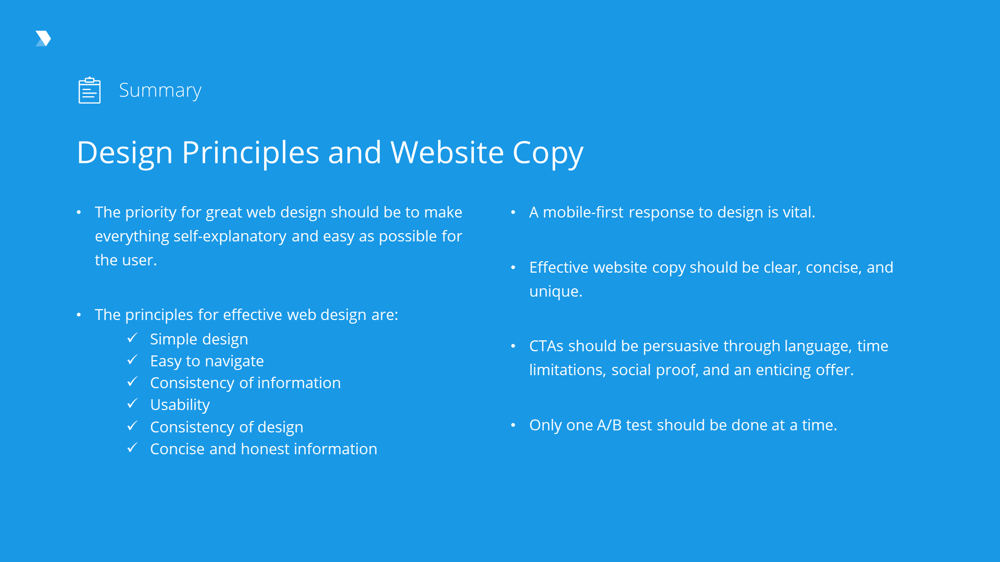 Summary
Design Principles and Website Copy
• The priority for great web design should be to make
everything self-explanatory and easy as possible for
the user.
• The principles for effective web design are:
✓ Simple design
✓ Easy to navigate
✓ Consistency of information
✓ Usability
✓ Consistency of design
✓ Concise and honest information
• A mobile-first response to design is vital.
• Effective website copy should be clear, concise, and
unique.
• CTAs should be persuasive through language, time
limitations, social proof, and an enticing offer.
• Only one A/B test should be done at a time.